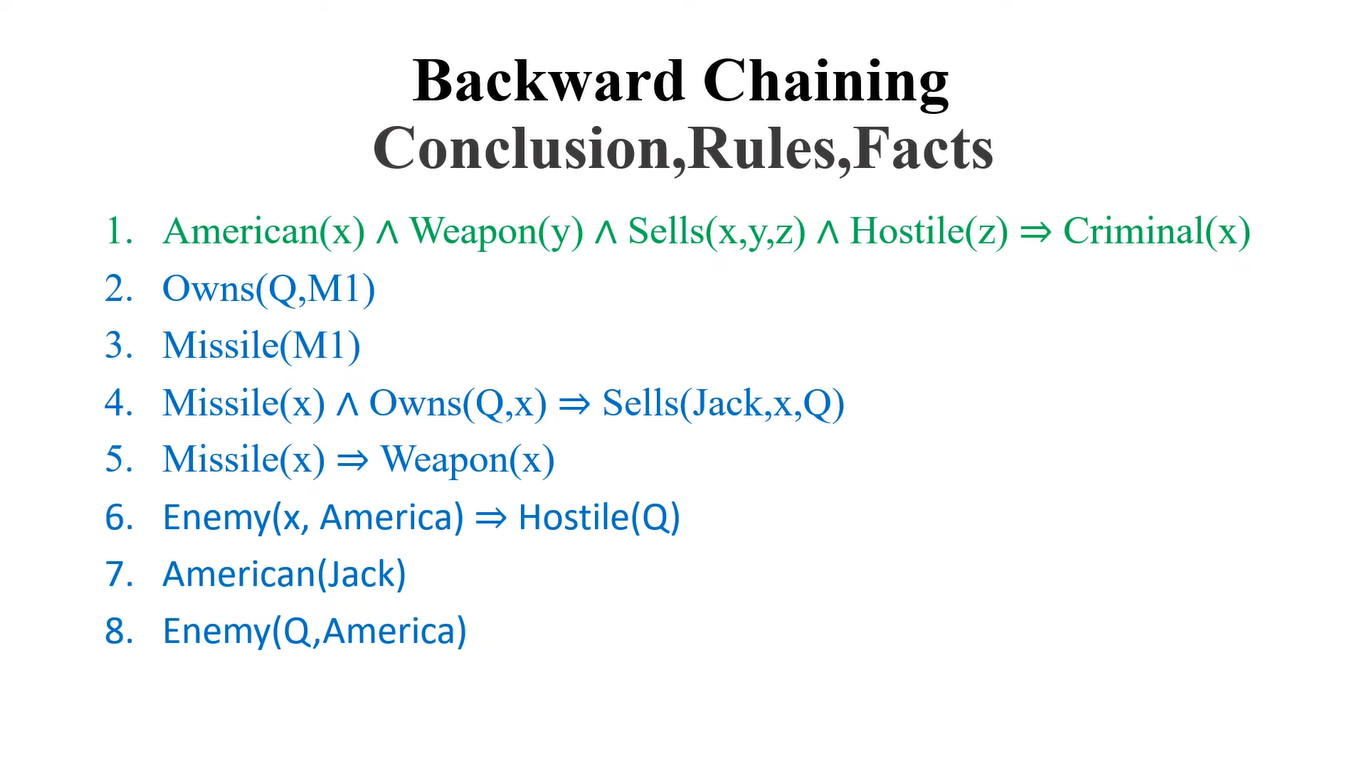 Backward Chaining
Conclusion,Rules,Facts
1. American(x) ∧ Weapon(y) ∧ Sells(x,y,z) ∧ Hostile(z) ⇒ Criminal(x)
2. Owns(Q,M1)
3. Missile(M1)
4. Missile(x) ∧ Owns(Q,x) ⇒ Sells(Jack,x,Q)
5. Missile(x) ⇒ Weapon(x)
6. Enemy(x, America) ⇒ Hostile(Q)
7. American(Jack)
8. Enemy(Q,America)